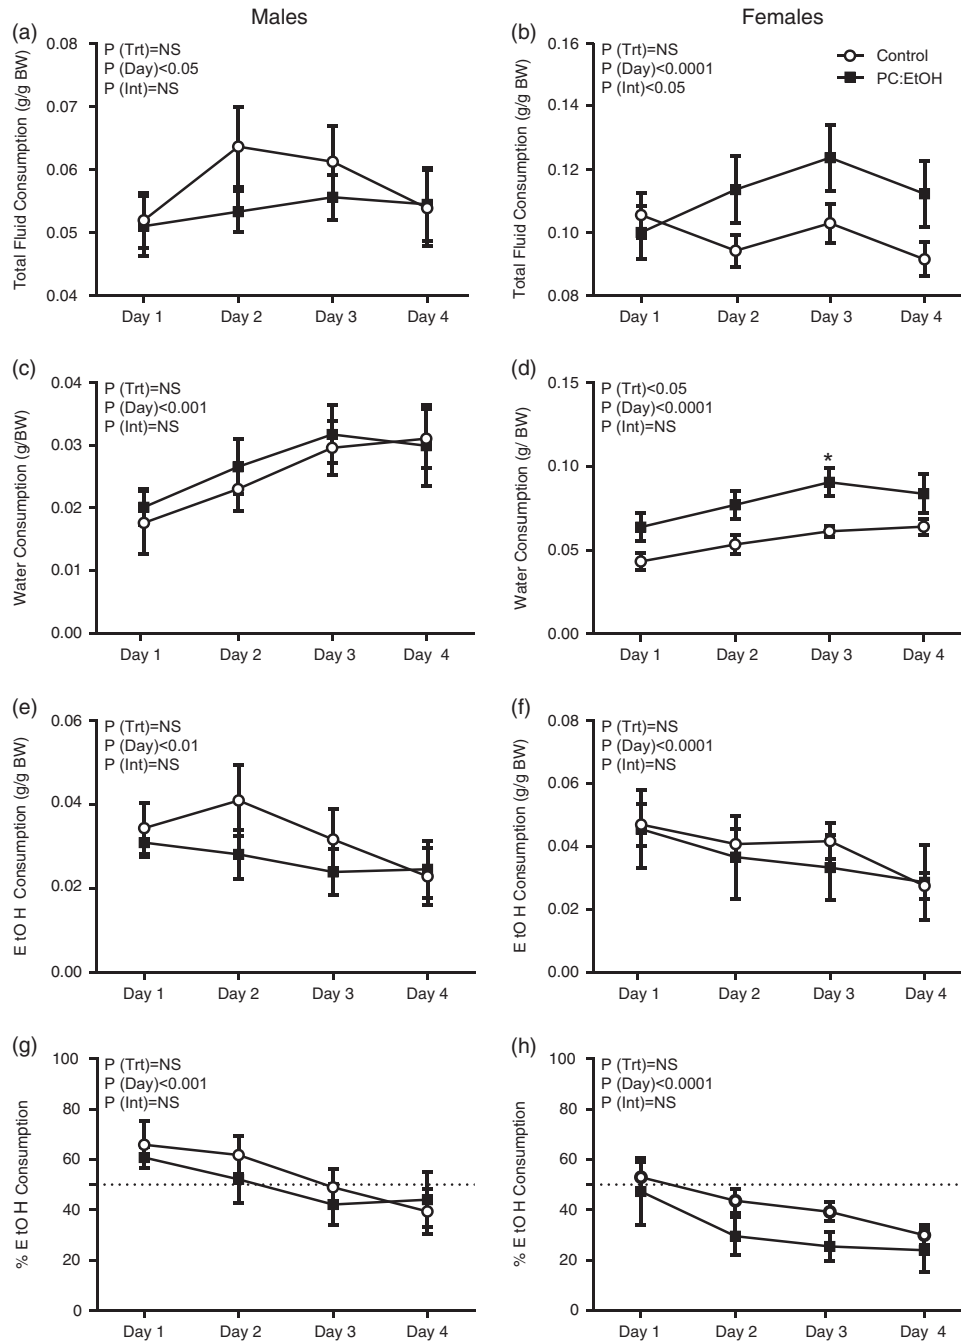 Males
Females
(a)
P (Trt)=NS
P (Day)<0.05
P (Int)=NS
Total Fluid Consumption (g/g BW)
0.08
0.07
0.06
0.05
0.04
Day 1 Day 2 Day 3 Day 4
(b)
P (Trt)=NS
P (Day)<0.0001
P (Int)<0.05
Control
PC:EtOH
Total Fluid Consumption (g/g BW)
0.16
0.14
0.12
0.10
0.08
Day 1 Day 2 Day 3 Day 4
(c)
P (Trt)=NS
P (Day)<0.001
P (Int)=NS
Water Consumption (g/BW)
0.04
0.03
0.02
0.01
0.00
Day 1 Day 2 Day 3 Day 4
(d)
P (Trt)<0.05
P (Day)<0.0001
P (Int)=NS
*
Water Consumption (g/ BW)
0.15
0.10
0.05
0.00
Day 1 Day 2 Day 3 Day 4
(e)
P (Trt)=NS
P (Day)<0.01
P (Int)=NS
E tO H Consumption (g/g BW)
0.06
0.04
0.02
0.00
Day 1 Day 2 Day 3 Day 4
(f)
P (Trt)=NS
P (Day)<0.0001
P (Int)=NS
E tO H Consumption (g/g BW)
0.08
0.06
0.04
0.02
0.00
Day 1 Day 2 Day 3 Day 4
(g)
P (Trt)=NS
P (Day)<0.001
P (Int)=NS
% E tO H Consumption
100
80
60
40
20
0
Day 1 Day 2 Day 3 Day 4
(h)
P (Trt)=NS
P (Day)<0.0001
P (Int)=NS
% E tO H Consumption
100
80
60
40
20
0
Day 1 Day 2 Day 3 Day 4